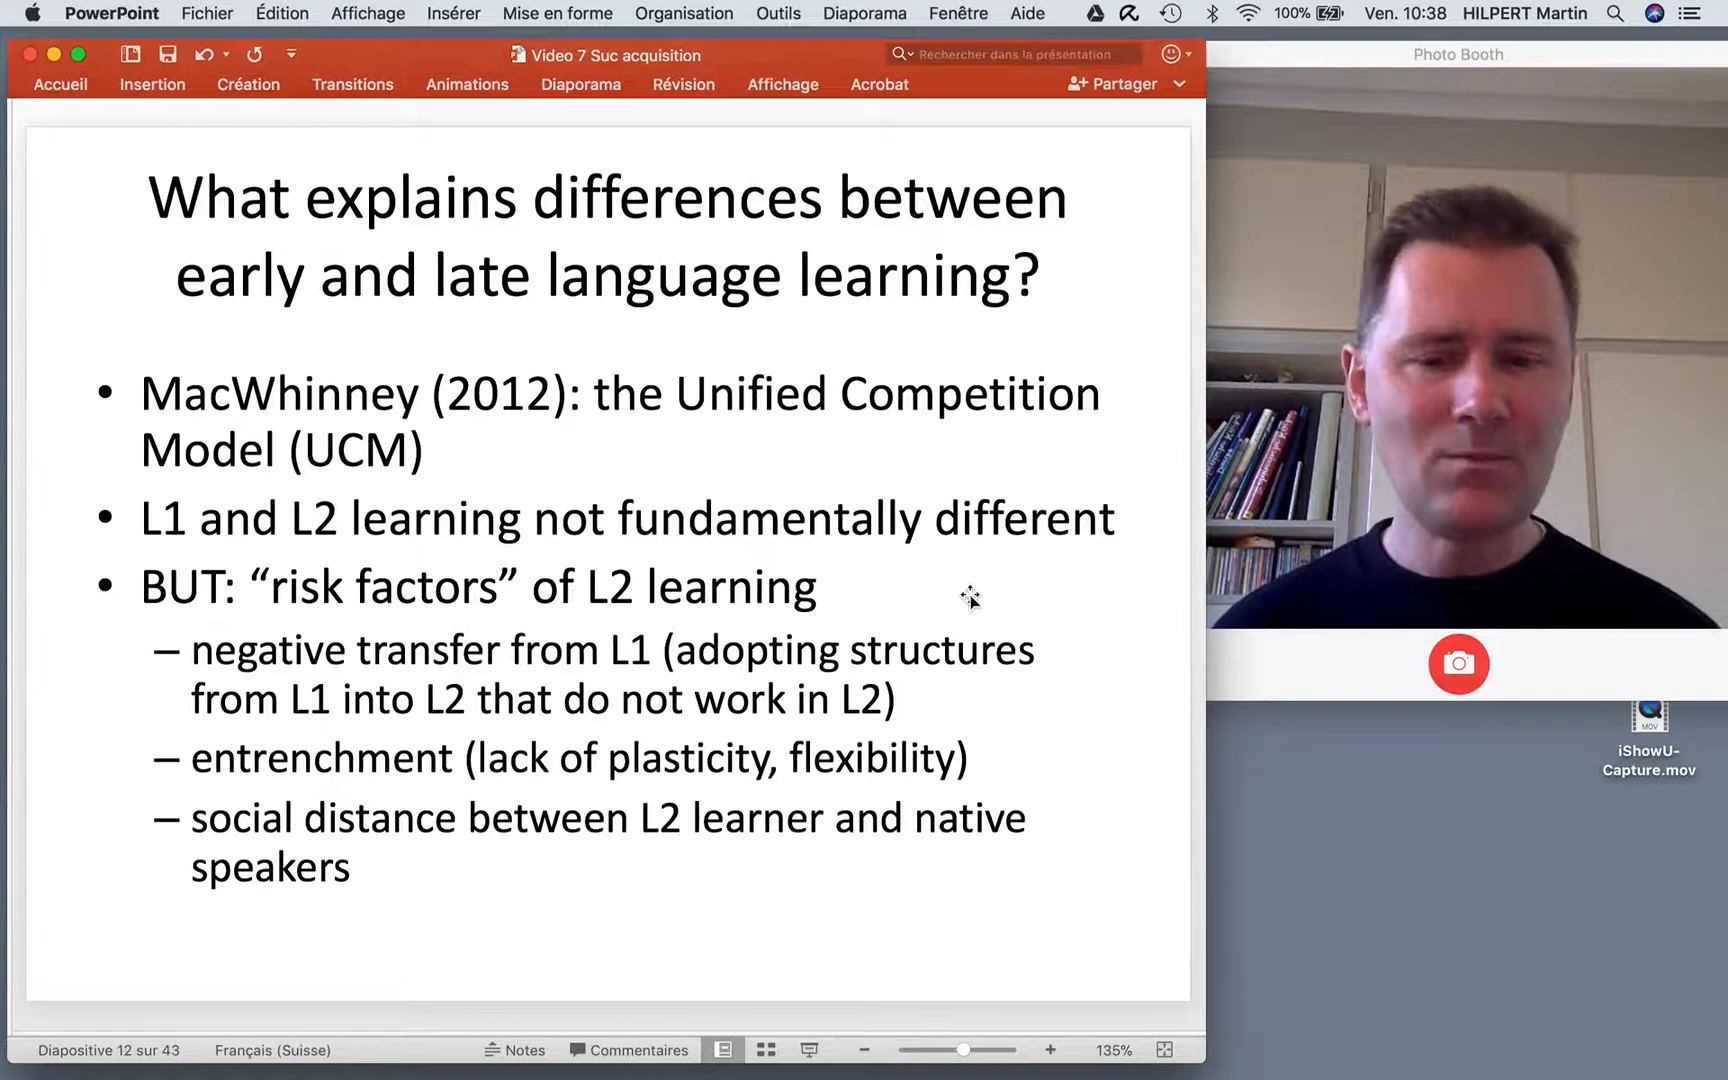 PowerPoint Fichier Édition Affichage Insérer Mise en forme Organisation Outils Diaporama Fenêtre Aide 100% Ven. 10:38 HILPERT Martin
Video 7 Suc acquisition
Rechercher dans la présentation
Photo Booth
Accueil Insertion Création Transitions Animations Diaporama Révision Affichage Acrobat Partager
What explains differences between
early and late language learning?
• MacWhinney (2012): the Unified Competition
Model (UCM)
• L1 and L2 learning not fundamentally different
• BUT: “risk factors” of L2 learning
– negative transfer from L1 (adopting structures
from L1 into L2 that do not work in L2)
– entrenchment (lack of plasticity, flexibility)
– social distance between L2 learner and native
speakers
MOV
iShowU-
Capture.mov
Diapositive 12 sur 43 Français (Suisse) Notes Commentaires 135%